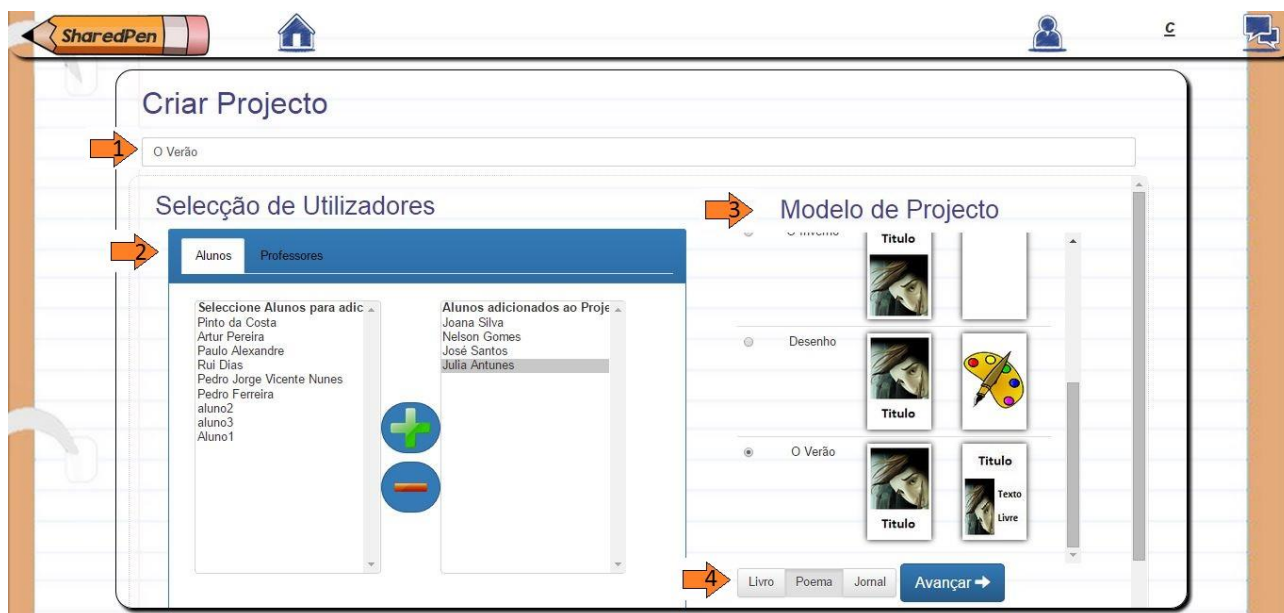 SharedPen
C
Criar Projecto
1
O Verão
Selecção de Utilizadores
2
Alunos Professores
Seleccione Alunos para adic
Pinto da Costa
Artur Pereira
Paulo Alexandre
Rui Dias
Pedro Jorge Vicente Nunes
Pedro Ferreira
aluno2
aluno3
Aluno1
Alunos adicionados ao Proje
Joana Silva
Nelson Gomes
José Santos
Julia Antunes
3
Modelo de Projecto
O Inverno
Titulo
Desenho
Titulo
O Verão
Titulo
Titulo
Texto
Livre
4
Livro Poema Jornal Avançar